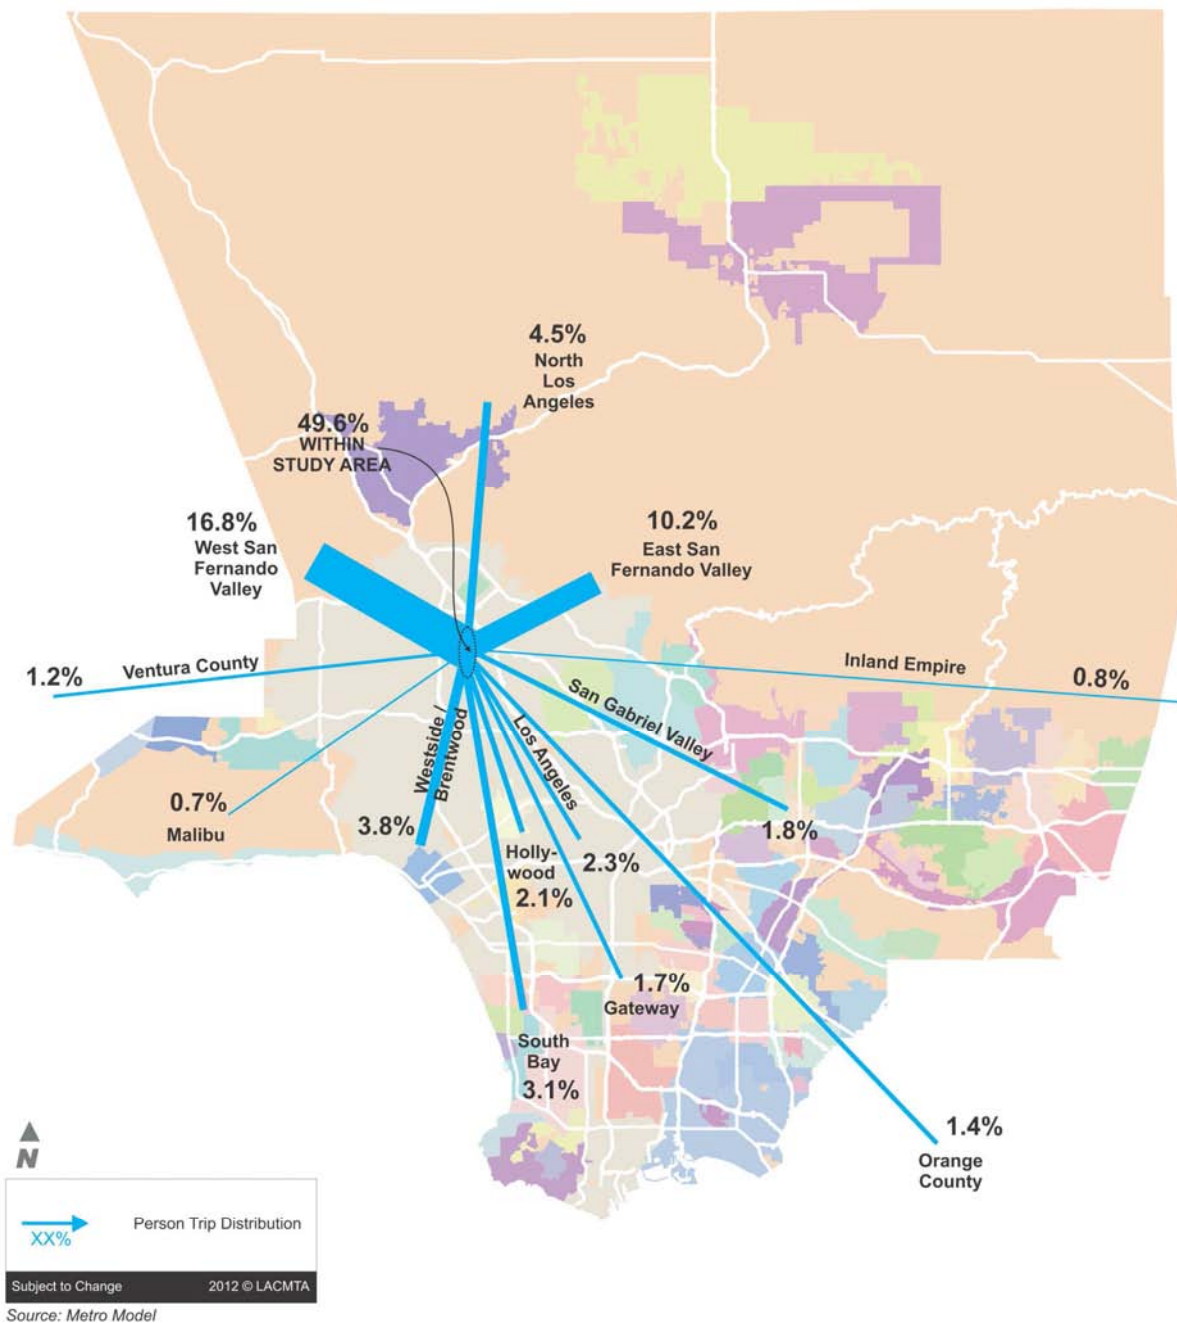 4.5%
North
Los
Angeles
49.6%
WITHIN
STUDY AREA
16.8%
West San
Fernando
Valley
10.2%
East San
Fernando Valley
Ventura County
1.2%
Inland Empire
0.8%
San Gabriel Valley
1.8%
Westside /
Brentwood
3.8%
Los Angeles
2.3%
0.7%
Malibu
Holly-
wood
2.1%
1.7%
Gateway
South
Bay
3.1%
1.4%
Orange
County
N
XX%
Person Trip Distribution
Subject to Change
2012 © LACMTA
Source: Metro Model